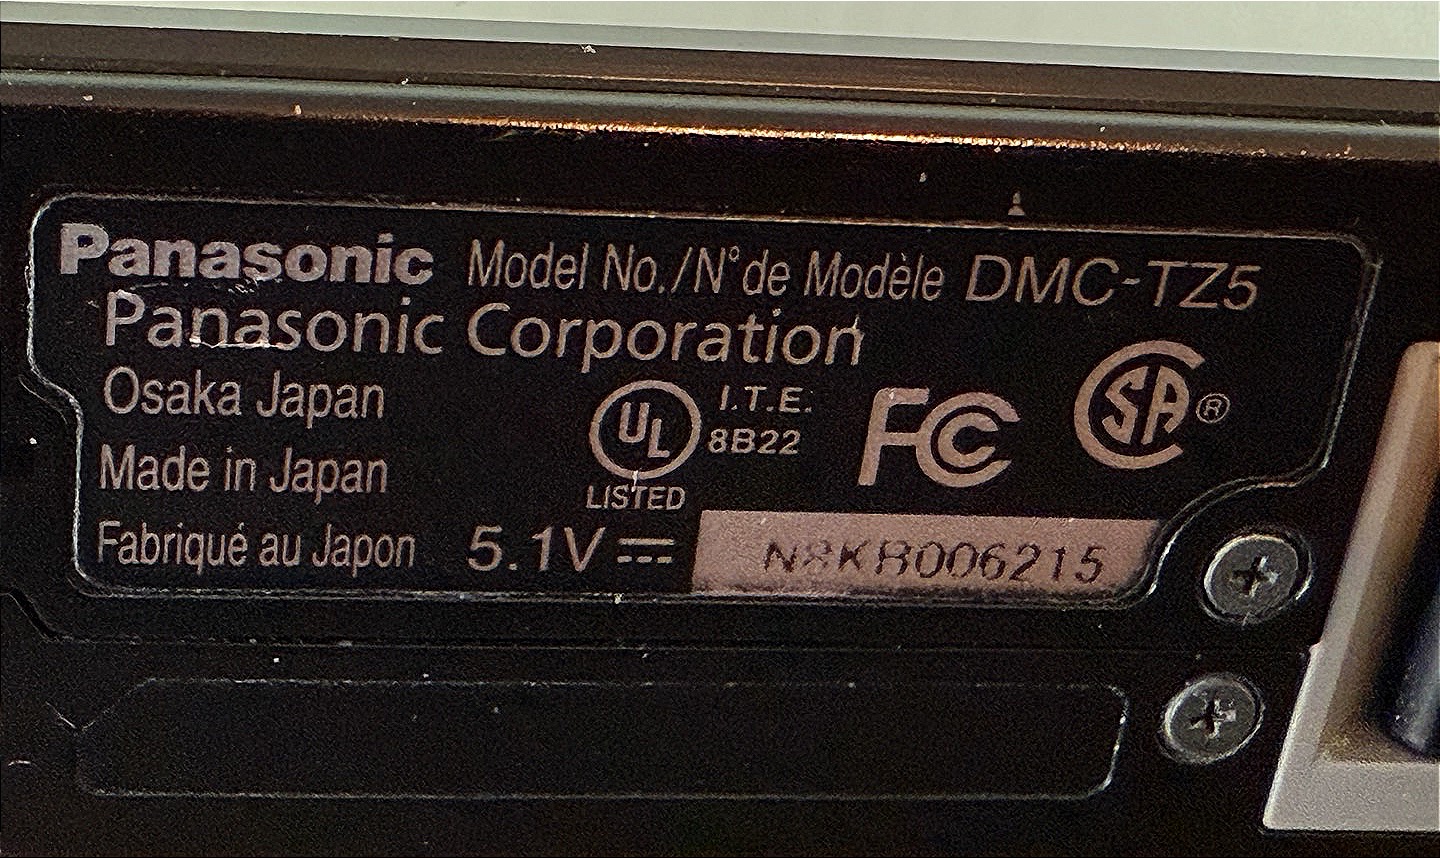 Panasonic Model No./N° de Modèle DMC-TZ5
Panasonic Corporation
Osaka Japan
Made in Japan
Fabriqué au Japon
5.1V
UL
LISTED
I.T.E.
8B22
FC
SA®